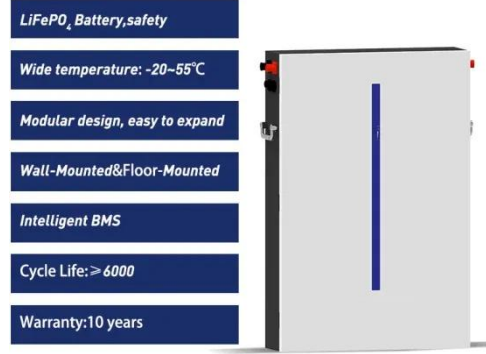 LiFePO₄ Battery,safety
Wide temperature: -20~55℃
Modular design, easy to expand
Wall-Mounted&Floor-Mounted
Intelligent BMS
Cycle Life:≥6000
Warranty:10 years